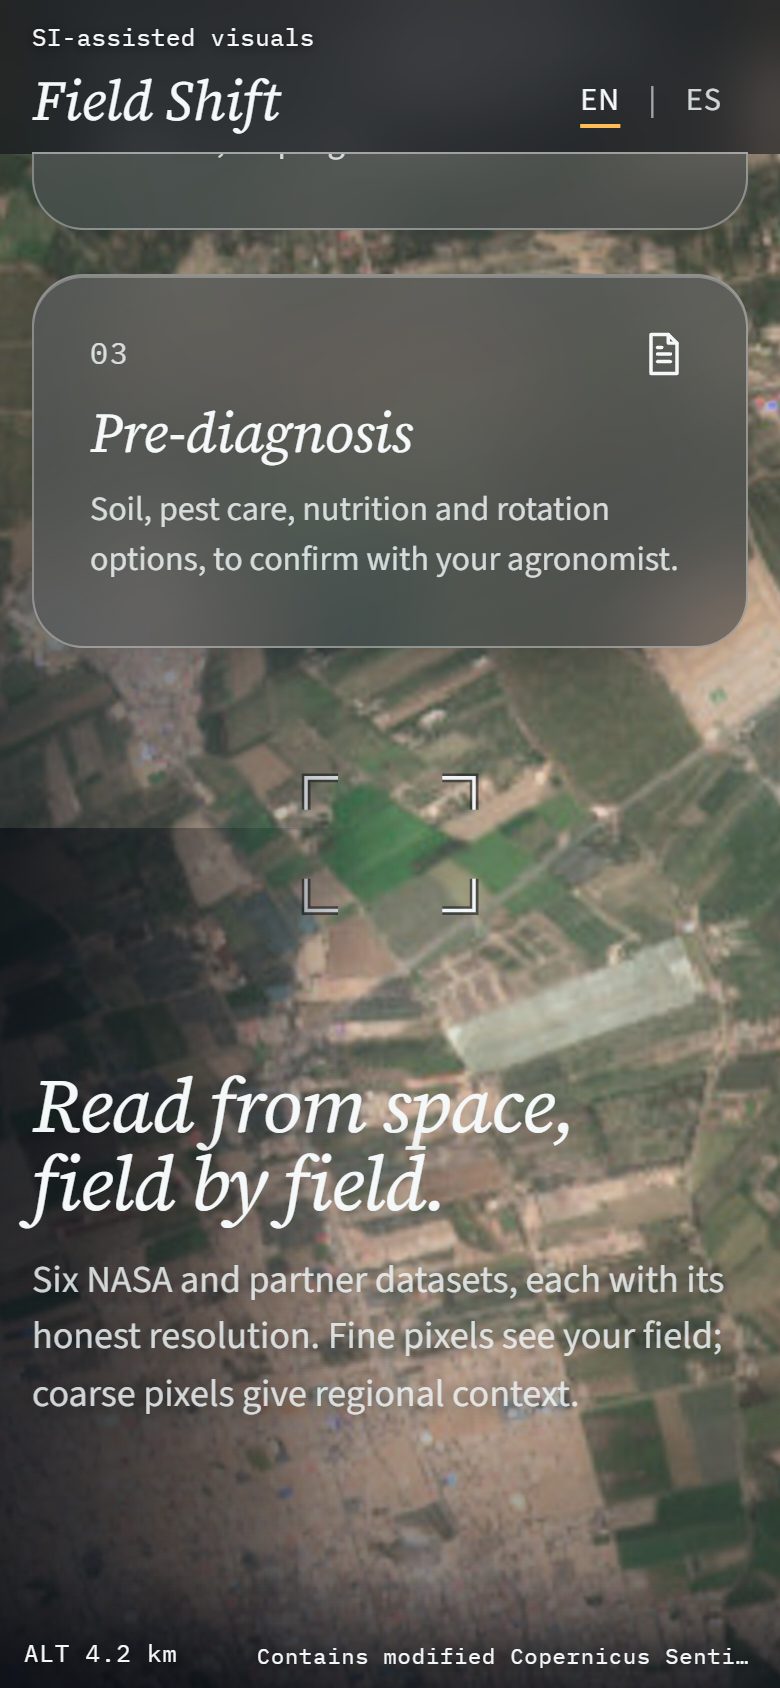 SI-assisted visuals
Field Shift
EN | ES
03
Pre-diagnosis
Soil, pest care, nutrition and rotation
options, to confirm with your agronomist.
Read from space,
field by field.
Six NASA and partner datasets, each with its
honest resolution. Fine pixels see your field;
coarse pixels give regional context.
ALT 4.2 km
Contains modified Copernicus Senti…